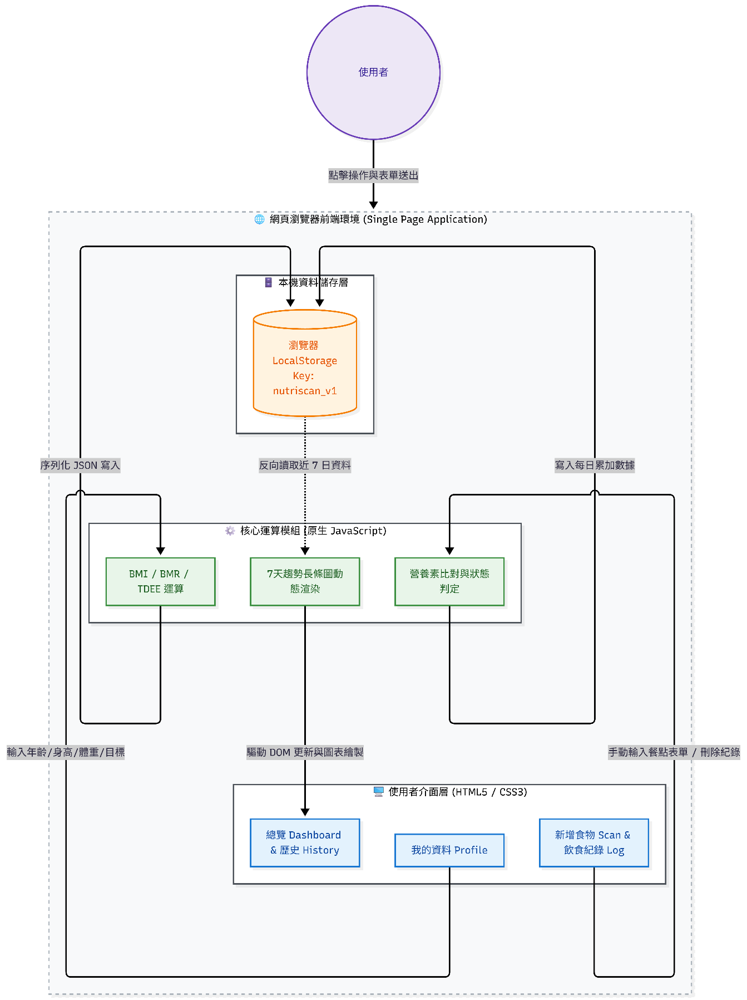 使用者
點擊操作與表單送出
🌐 網頁瀏覽器前端環境 (Single Page Application)
🗄️ 本機資料儲存層
瀏覽器
LocalStorage
Key:
nutriscan_v1
序列化 JSON 寫入
反向讀取近 7 日資料
寫入每日累加數據
⚙️ 核心運算模組 (原生 JavaScript)
BMI / BMR /
TDEE 運算
7天趨勢長條圖動
態渲染
營養素比對與狀態
判定
輸入年齡/身高/體重/目標
驅動 DOM 更新與圖表繪製
手動輸入餐點表單 / 刪除紀錄
🖥️ 使用者介面層 (HTML5 / CSS3)
總覽 Dashboard
& 歷史 History
我的資料 Profile
新增食物 Scan &
飲食紀錄 Log